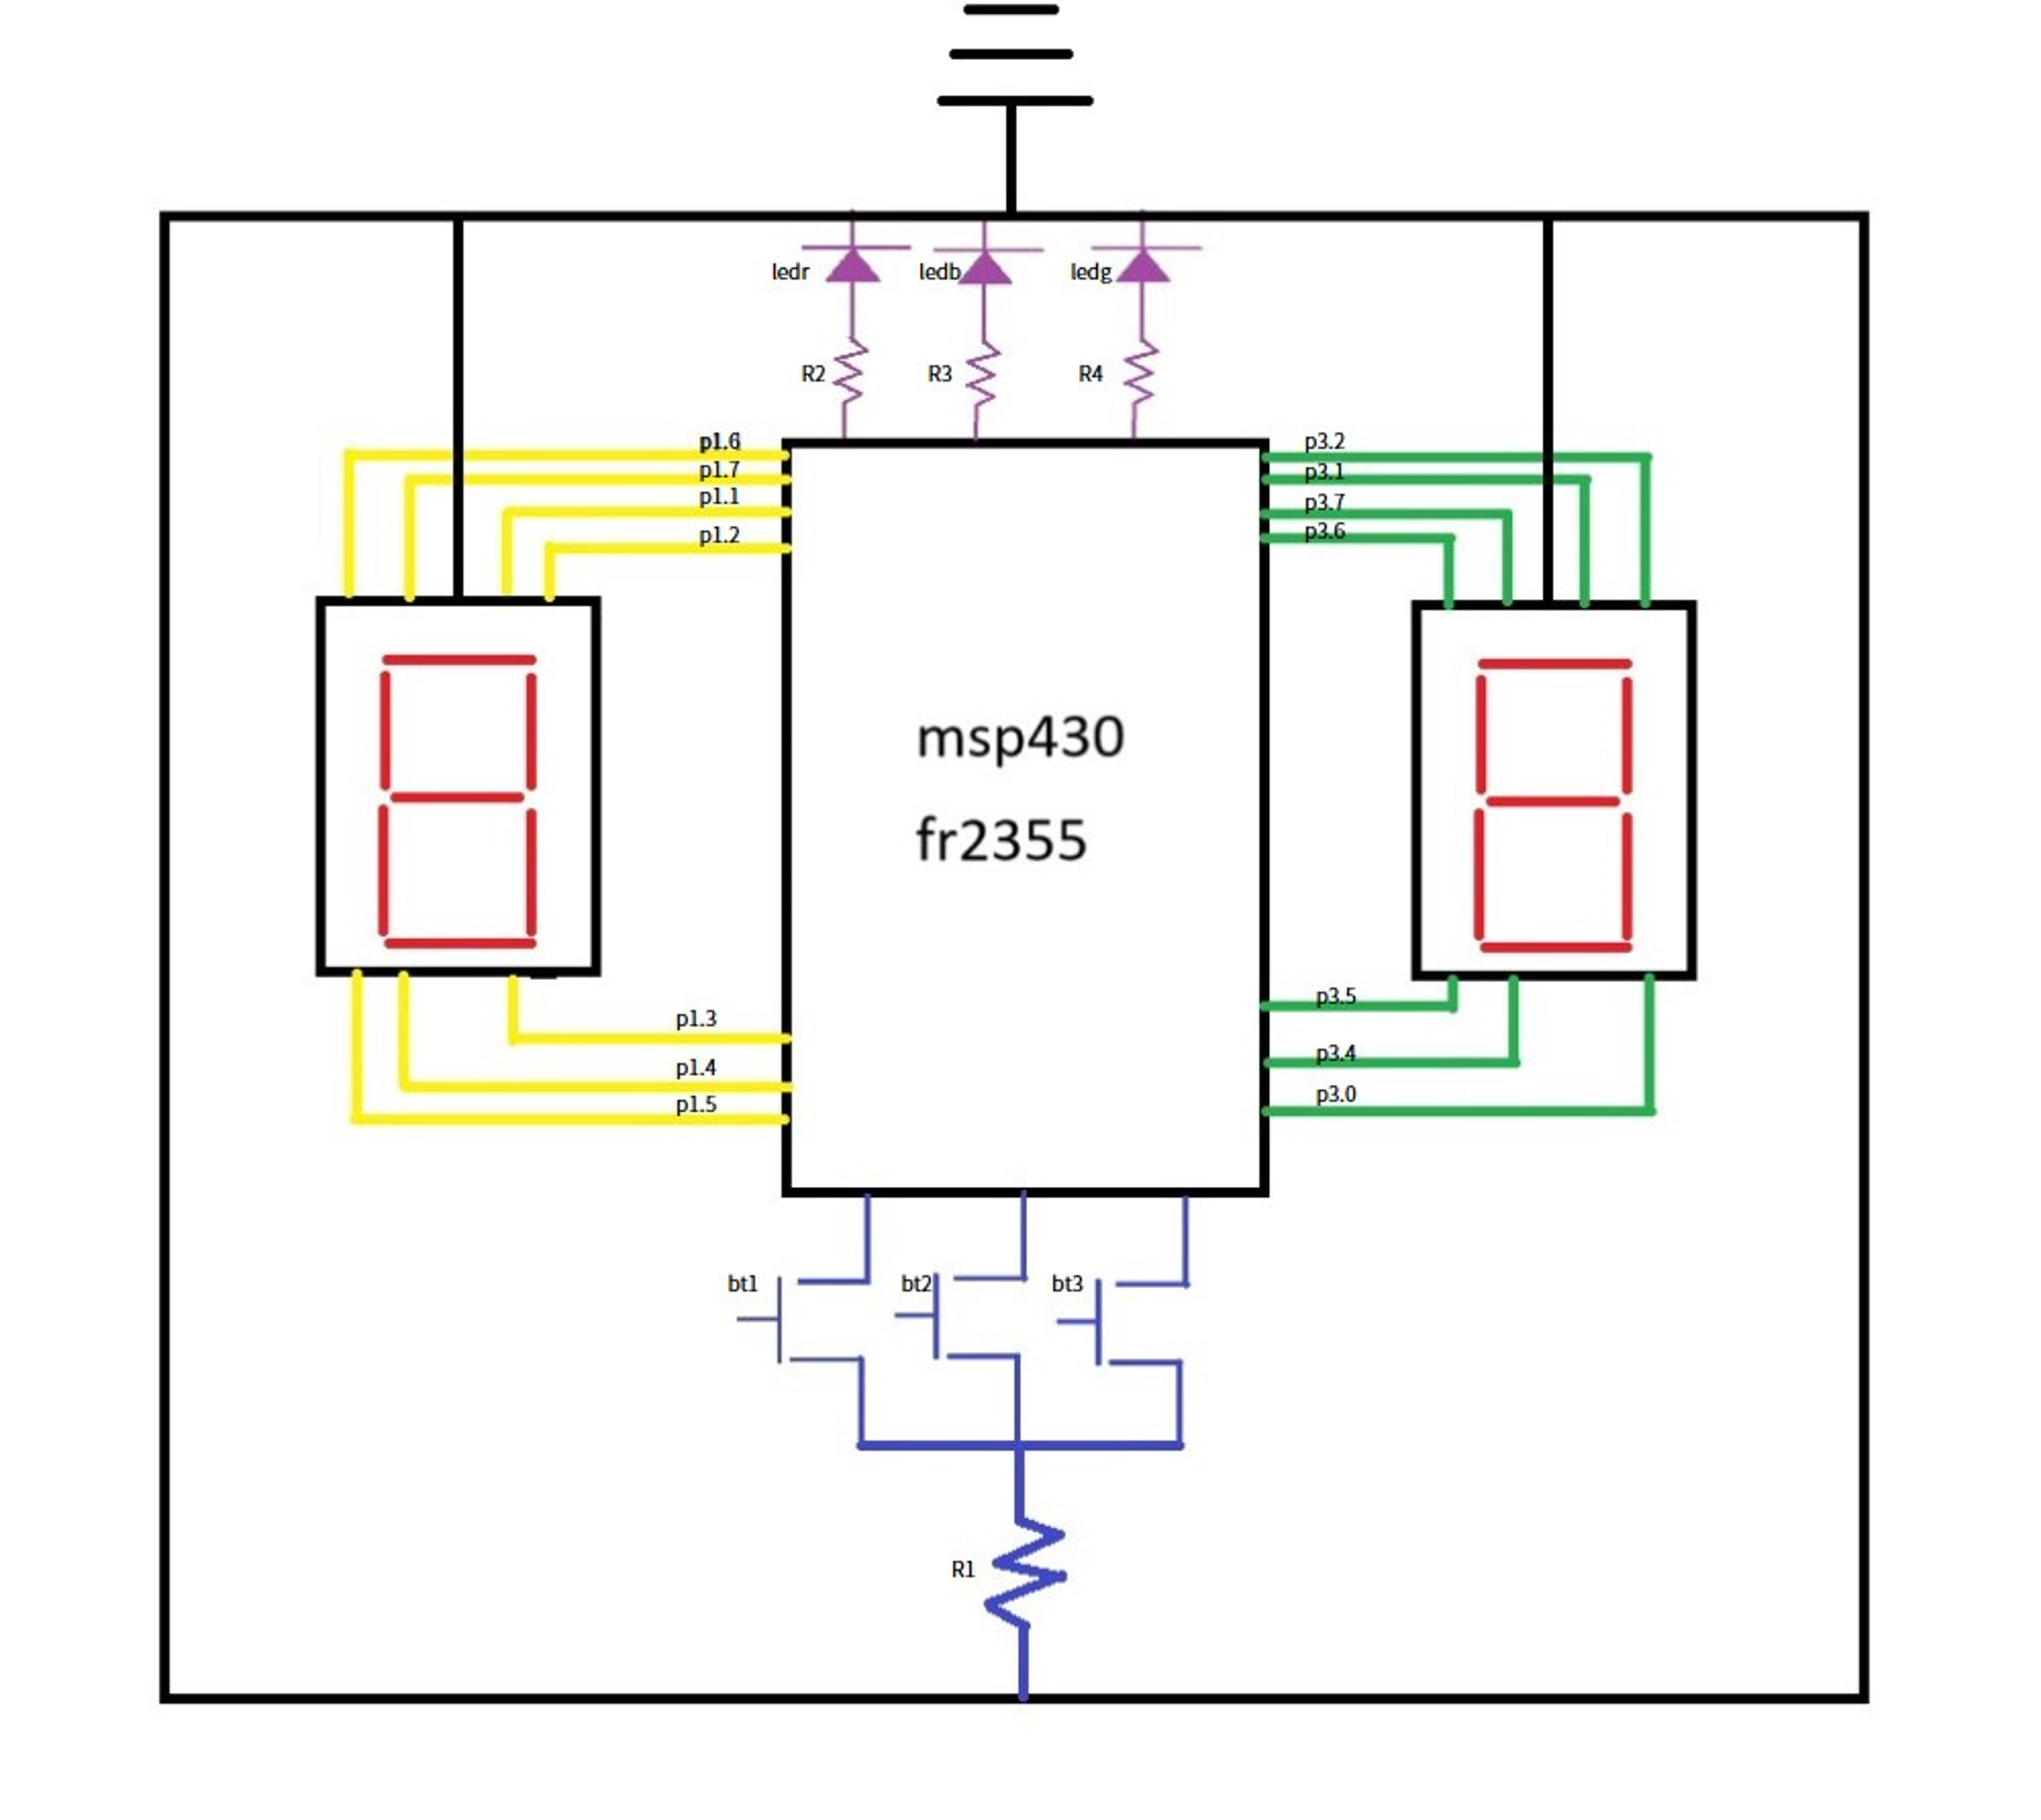 ledr
ledb
ledg
R2
R3
R4
p1.6
p1.7
p1.1
p1.2
p3.2
p3.1
p3.7
p3.6
msp430
fr2355
p1.3
p1.4
p1.5
p3.5
p3.4
p3.0
bt1
bt2
bt3
R1